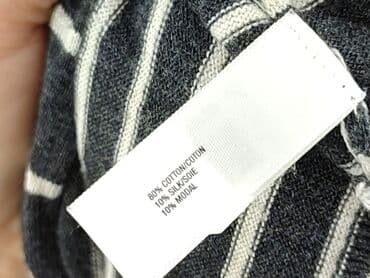 80% COTTON/COTON
10% SILK/SOIE
10% MODAL